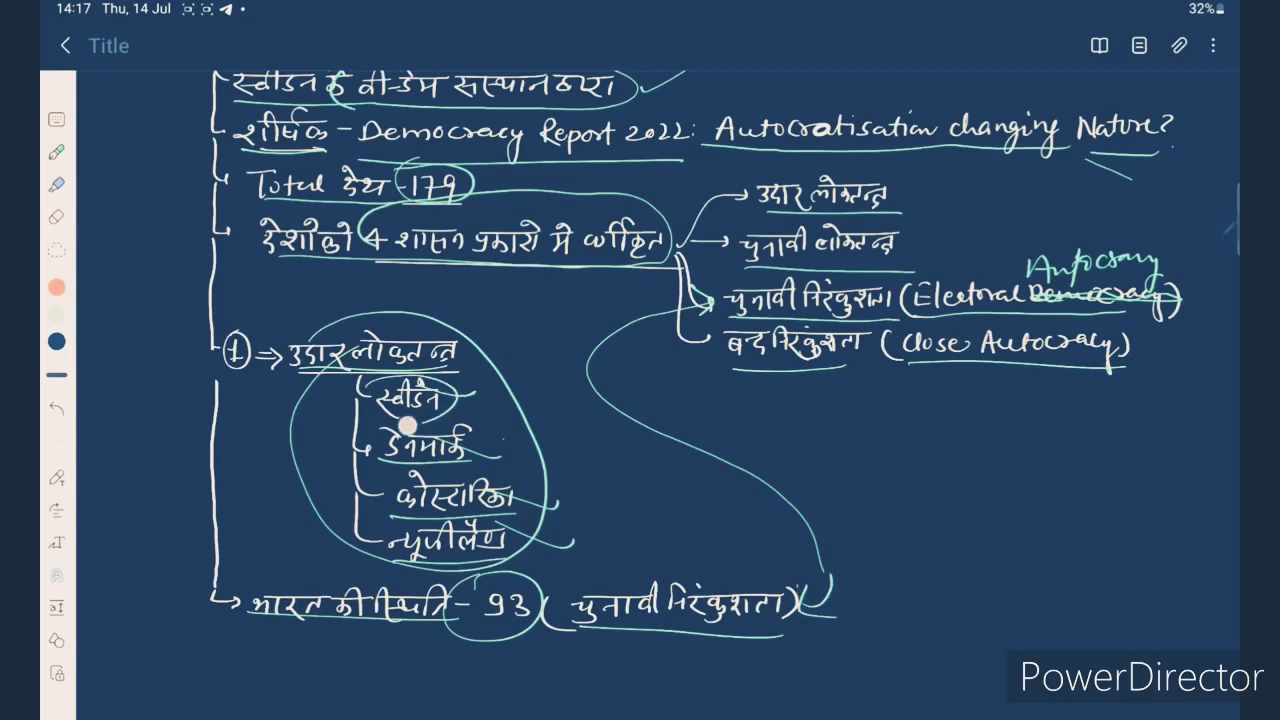 14:17 Thu, 14 Jul
32%
Title
स्वीडन के वी-डेम संस्थान द्वारा
शीर्षक - Democracy Report 2022: Autocratisation changing Nature?
Total देश - 179
देशों को 4 शासन प्रकारो मे वर्गीकृत
उदार लोकतन्त्र
चुनावी लोकतन्त्र
Autocracy
चुनावी निरंकुशता (Electoral Democracy)
बन्द निरंकुशता (Close Autocracy)
① ⇒ उदार लोकतन्त्र
स्वीडन
डेनमार्क
कोस्टारिका
न्यूजीलैण्ड
भारत की स्थिति - 93 (चुनावी निरंकुशता)
PowerDirector